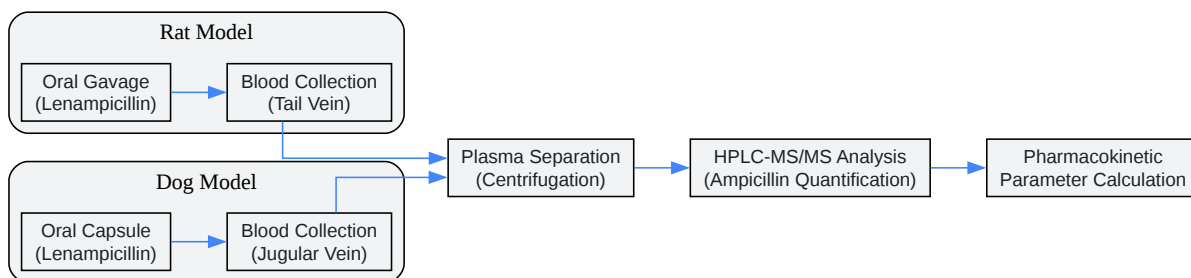 Rat Model
Oral Gavage
(Lenampicillin)
Blood Collection
(Tail Vein)
Dog Model
Oral Capsule
(Lenampicillin)
Blood Collection
(Jugular Vein)
Plasma Separation
(Centrifugation)
HPLC-MS/MS Analysis
(Ampicillin Quantification)
Pharmacokinetic
Parameter Calculation